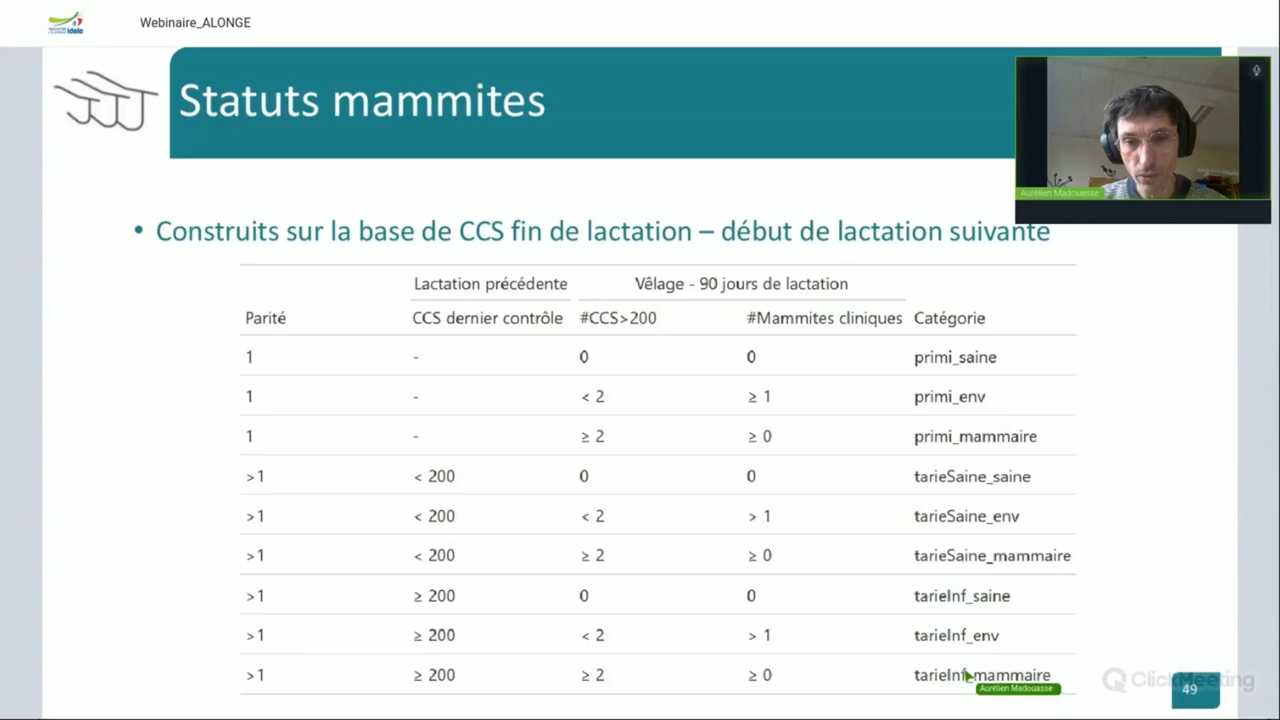 idele
Webinaire_ALONGE
Statuts mammites
Aurélien Madouasse
• Construits sur la base de CCS fin de lactation – début de lactation suivante
Lactation précédente Vêlage - 90 jours de lactation
Parité CCS dernier contrôle #CCS>200 #Mammites cliniques Catégorie
1 - 0 0 primi_saine
1 - < 2 ≥ 1 primi_env
1 - ≥ 2 ≥ 0 primi_mammaire
>1 < 200 0 0 tarieSaine_saine
>1 < 200 < 2 > 1 tarieSaine_env
>1 < 200 ≥ 2 ≥ 0 tarieSaine_mammaire
>1 ≥ 200 0 0 tarieInf_saine
>1 ≥ 200 < 2 > 1 tarieInf_env
>1 ≥ 200 ≥ 2 ≥ 0 tarieInf_mammaire
Aurélien Madouasse
ClickMeeting
49